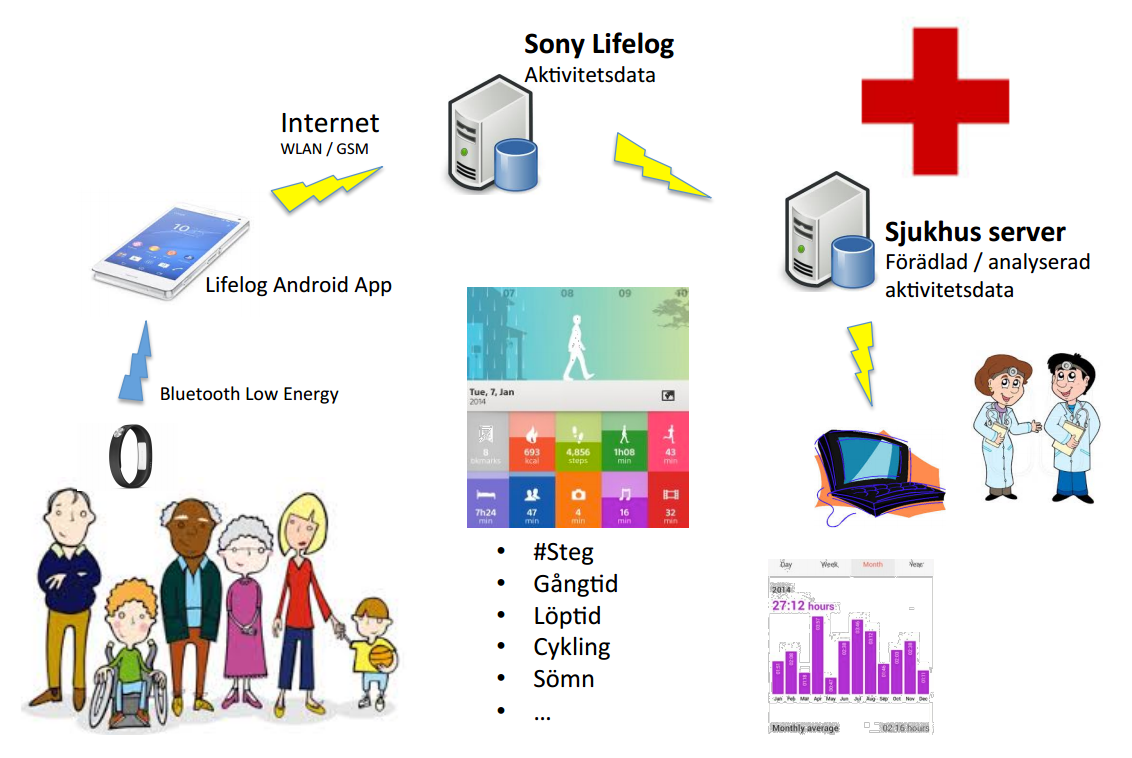 Sony Lifelog
Aktivitetsdata
Internet
WLAN / GSM
Sjukhus server
Förädlad / analyserad
aktivitetsdata
Lifelog Android App
Bluetooth Low Energy
07 08 09 10
Tue, 7, Jan
2014
8 693 4,856 1h08 43
bkmarks kcal steps min min
7h24 47 4 16 32
min min min min min
• #Steg
• Gångtid
• Löptid
• Cykling
• Sömn
• ...
Day Week Month Year
2014
27:12 hours
Jan Feb Mar Apr May Jun Jul Aug Sep Oct Nov Dec
Monthly average 02:16 hours